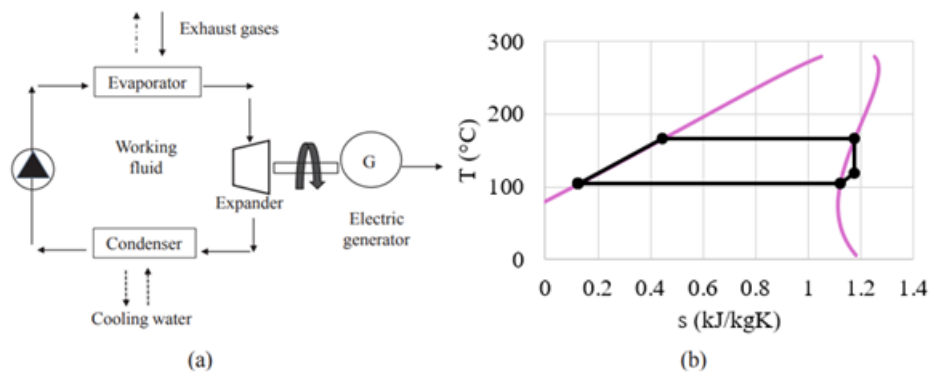 Exhaust gases
Evaporator
Working
fluid
G
Expander
Electric
generator
Condenser
Cooling water
(a)
300
200
100
0
T (°C)
0 0.2 0.4 0.6 0.8 1 1.2 1.4
s (kJ/kgK)
(b)